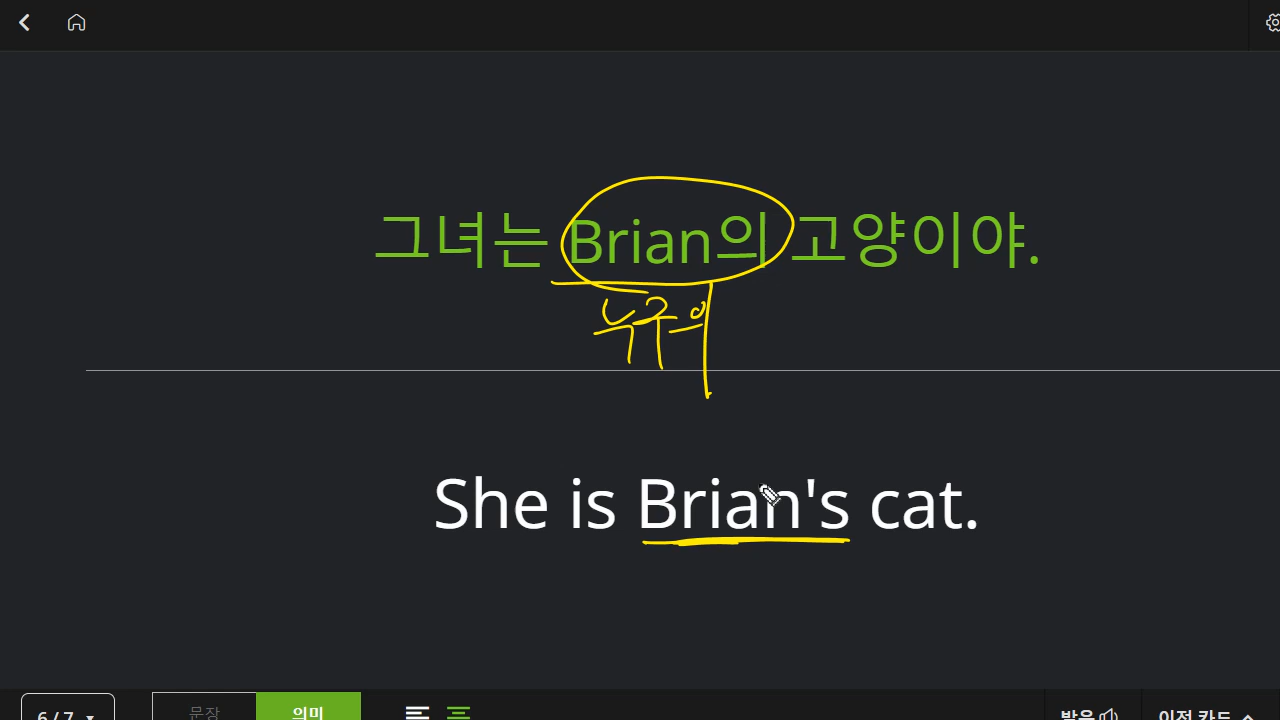 그녀는 Brian의 고양이야.
누구의
She is Brian's cat.
6 / 7
문장
의미
발음
이전 카드